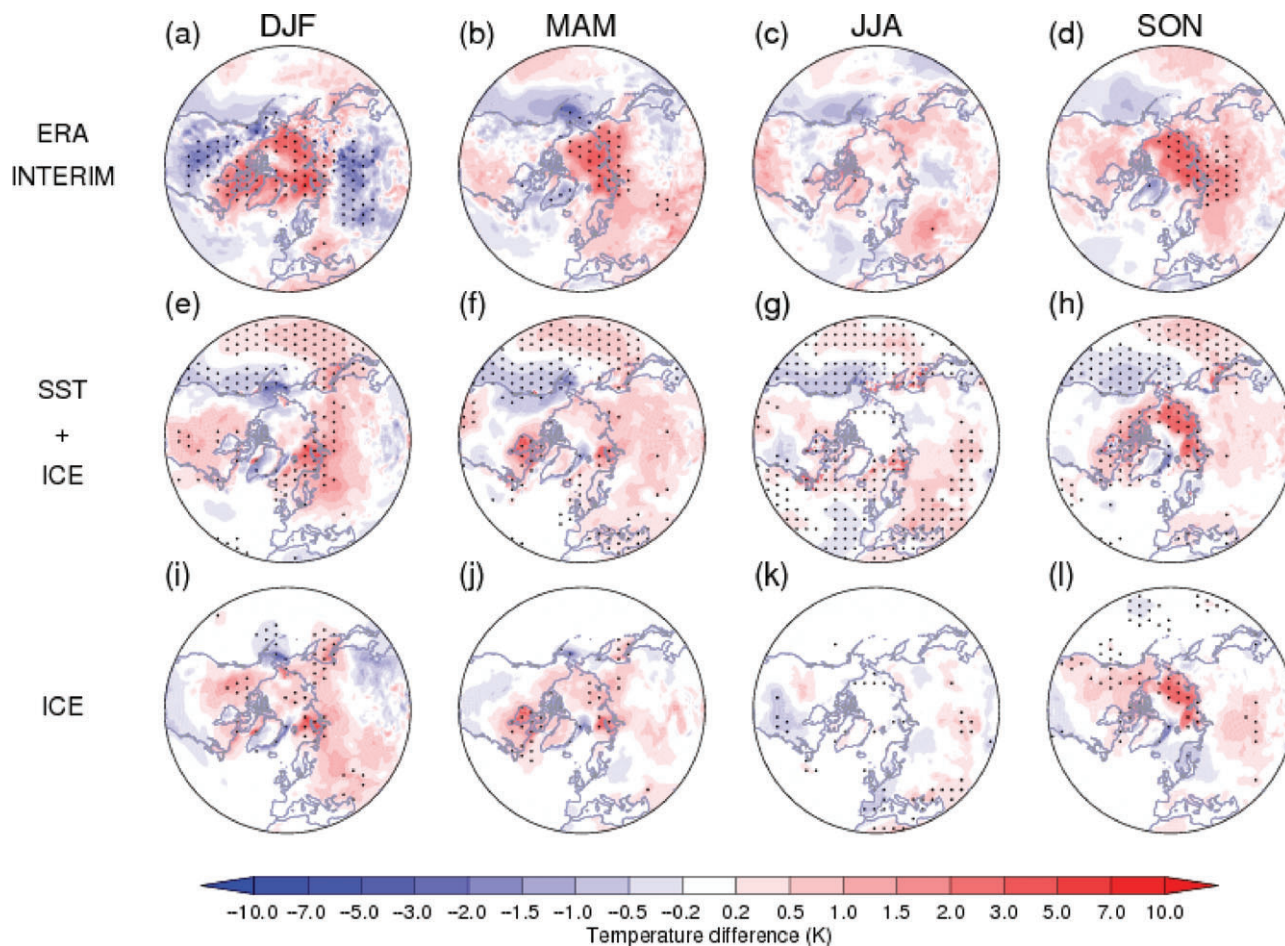 DJF MAM JJA SON
(a) (b) (c) (d)
ERA
INTERIM
(e) (f) (g) (h)
SST
+
ICE
(i) (j) (k) (l)
ICE
−10.0 −7.0 −5.0 −3.0 −2.0 −1.5 −1.0 −0.5 −0.2 0.2 0.5 1.0 1.5 2.0 3.0 5.0 7.0 10.0
Temperature difference (K)